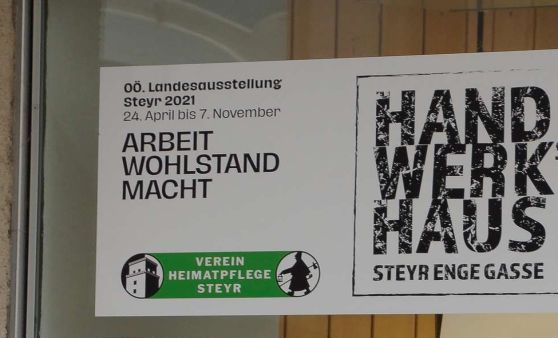 OÖ. Landesausstellung
Steyr 2021
24. April bis 7. November
ARBEIT
WOHLSTAND
MACHT
VEREIN
HEIMATPFLEGE
STEYR
HAND
WERK
HAUS
STEYR ENGE GASSE